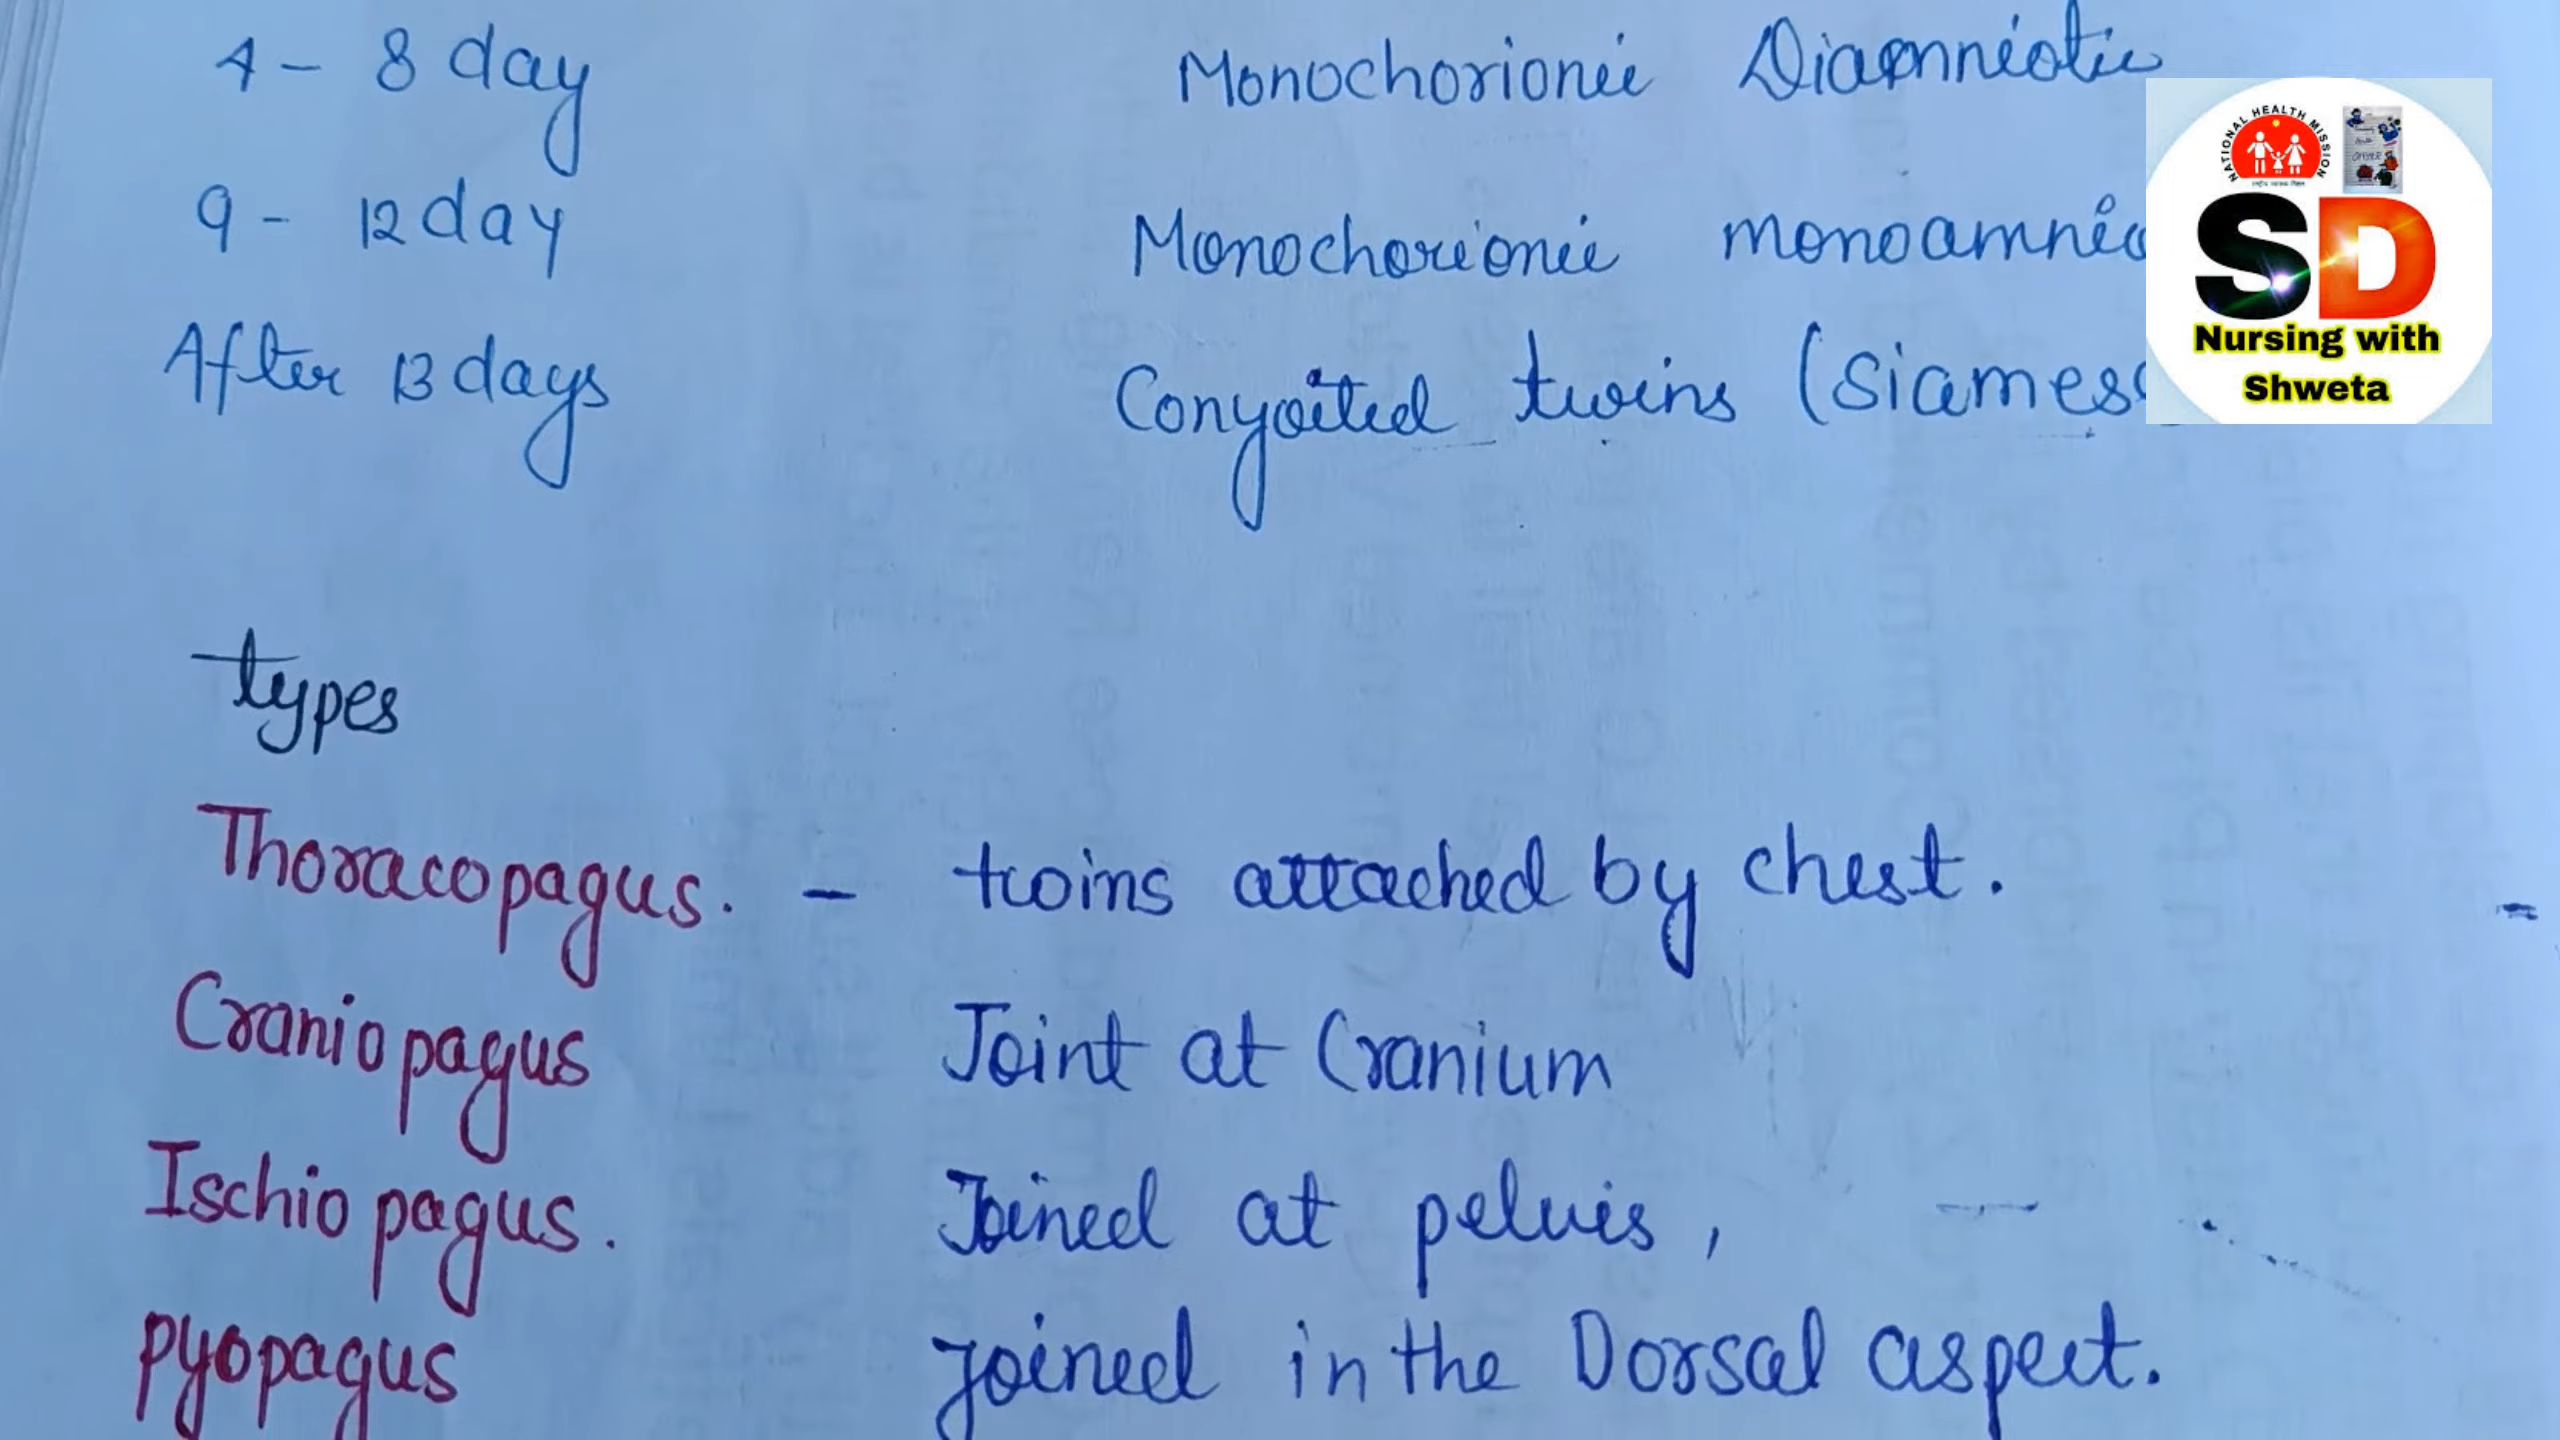 4 - 8 day Monochorionic Diamniotic
9 - 12 day Monochorionic monoamnio
After 13 days Conjoited twins (Siamese
types
Thoracopagus. - twins attached by chest.
Craniopagus Joint at Cranium
Ischiopagus. Joined at pelvis,
Pyopagus joined in the Dorsal aspect.
NATIONAL HEALTH MISSION
SD
Nursing with
Shweta